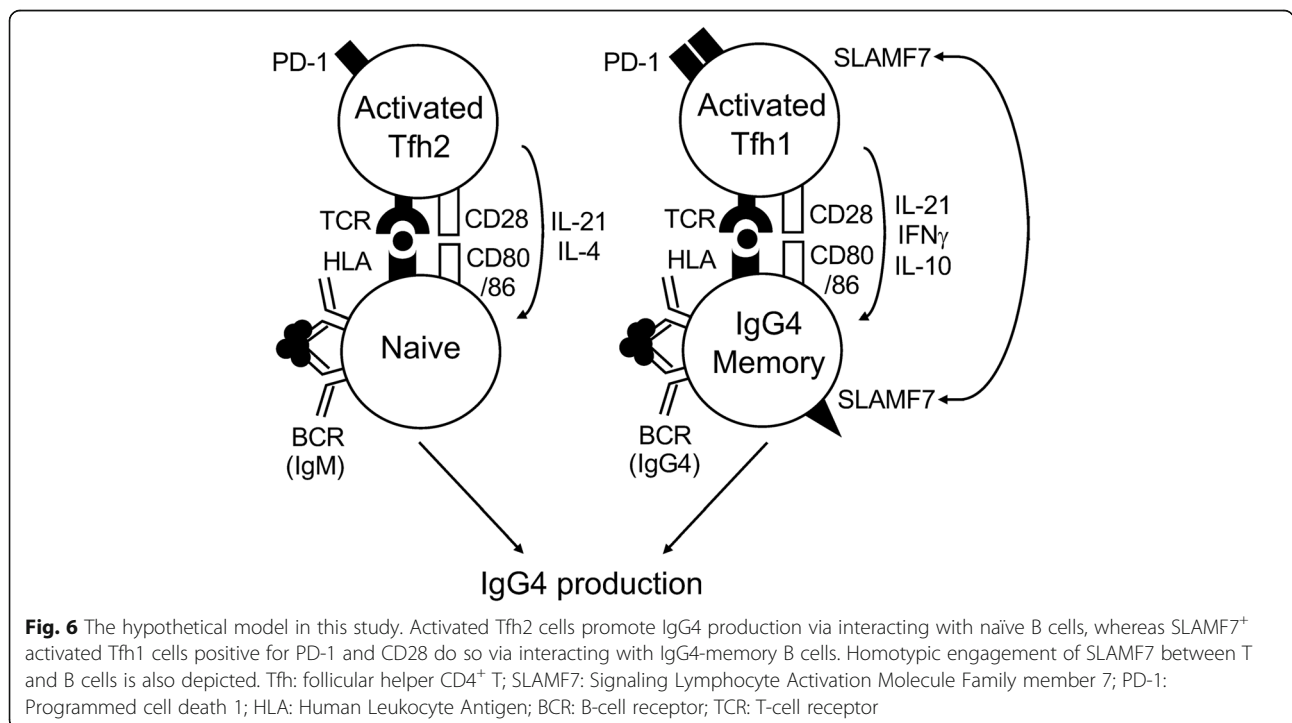 PD-1
Activated
Tfh2
TCR
CD28
HLA
CD80
/86
IL-21
IL-4
Naive
BCR
(IgM)
PD-1
SLAMF7
Activated
Tfh1
TCR
CD28
HLA
CD80
/86
IL-21
IFNγ
IL-10
IgG4
Memory
SLAMF7
BCR
(IgG4)
IgG4 production
Fig. 6 The hypothetical model in this study. Activated Tfh2 cells promote IgG4 production via interacting with naïve B cells, whereas SLAMF7+
activated Tfh1 cells positive for PD-1 and CD28 do so via interacting with IgG4-memory B cells. Homotypic engagement of SLAMF7 between T
and B cells is also depicted. Tfh: follicular helper CD4+ T; SLAMF7: Signaling Lymphocyte Activation Molecule Family member 7; PD-1:
Programmed cell death 1; HLA: Human Leukocyte Antigen; BCR: B-cell receptor; TCR: T-cell receptor